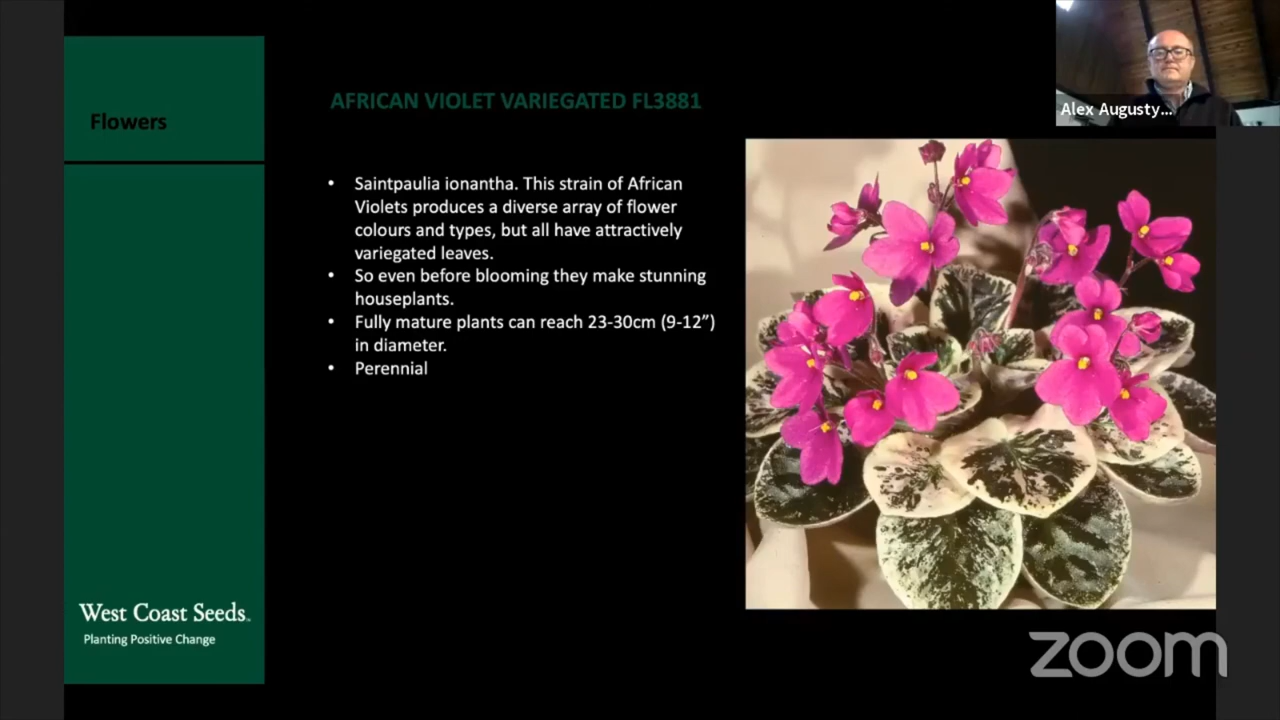 Flowers
AFRICAN VIOLET VARIEGATED FL3881
• Saintpaulia ionantha. This strain of African
Violets produces a diverse array of flower
colours and types, but all have attractively
variegated leaves.
• So even before blooming they make stunning
houseplants.
• Fully mature plants can reach 23-30cm (9-12”)
in diameter.
• Perennial
West Coast Seeds
Planting Positive Change
Alex Augusty...
zoom